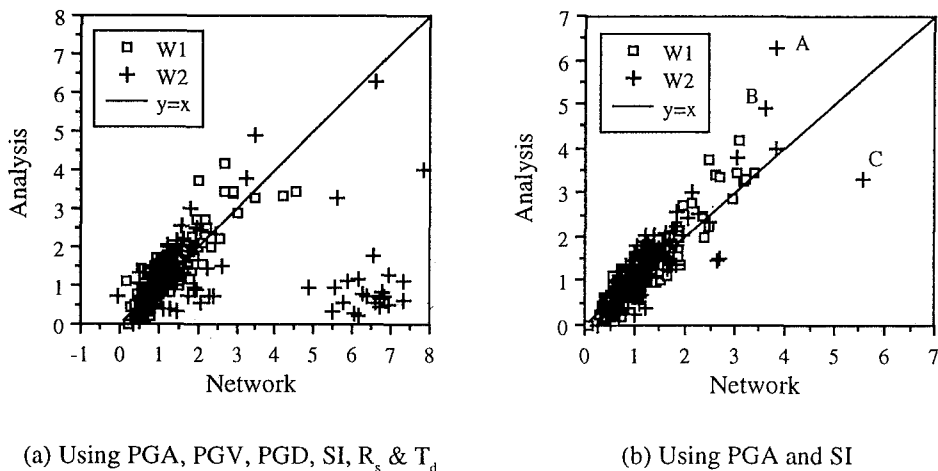 8
7
6
5
4
3
2
1
0
Analysis
W1
W2
y=x
-1 0 1 2 3 4 5 6 7 8
Network
(a) Using PGA, PGV, PGD, SI, Rs & Td
7
6
5
4
3
2
1
0
Analysis
W1
W2
y=x
A
B
C
0 1 2 3 4 5 6 7
Network
(b) Using PGA and SI